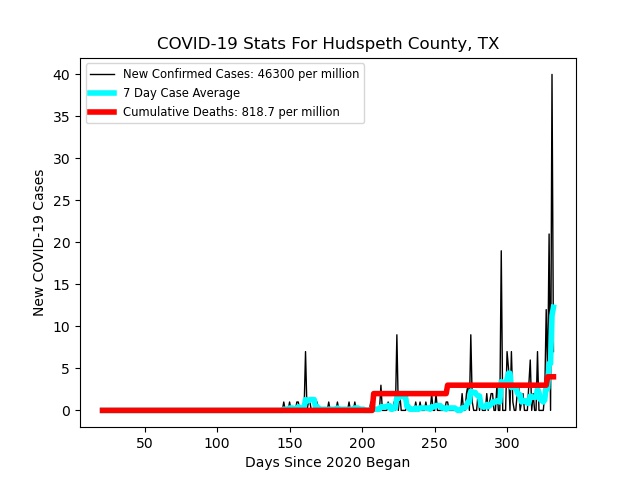 COVID-19 Stats For Hudspeth County, TX
New Confirmed Cases: 46300 per million
7 Day Case Average
Cumulative Deaths: 818.7 per million
New COVID-19 Cases
40
35
30
25
20
15
10
5
0
50 100 150 200 250 300
Days Since 2020 Began